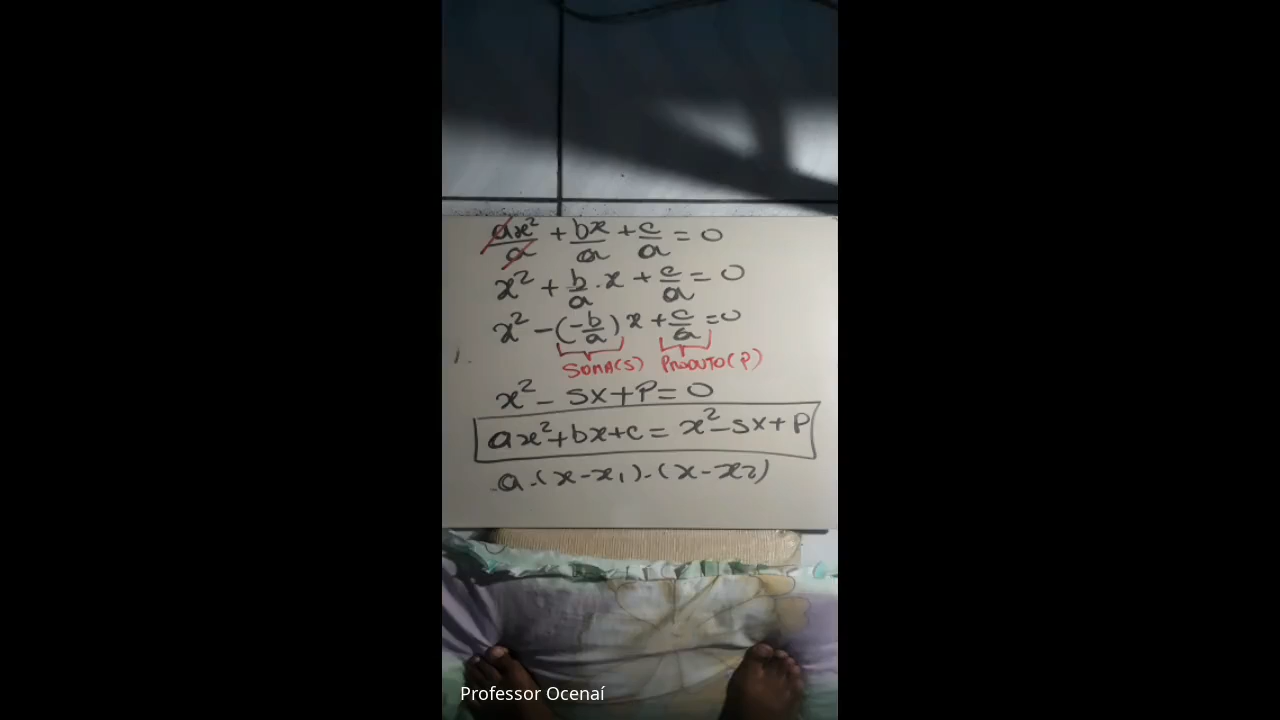 ax²/a + bx/a + c/a = 0
x² + b/a . x + c/a = 0
x² - (-b/a) x + c/a = 0
SOMA(S) PRODUTO(P)
1.
x² - Sx + P = 0
ax² + bx + c = x² - Sx + P
a . (x - x₁) . (x - x₂)
Professor Ocenaí